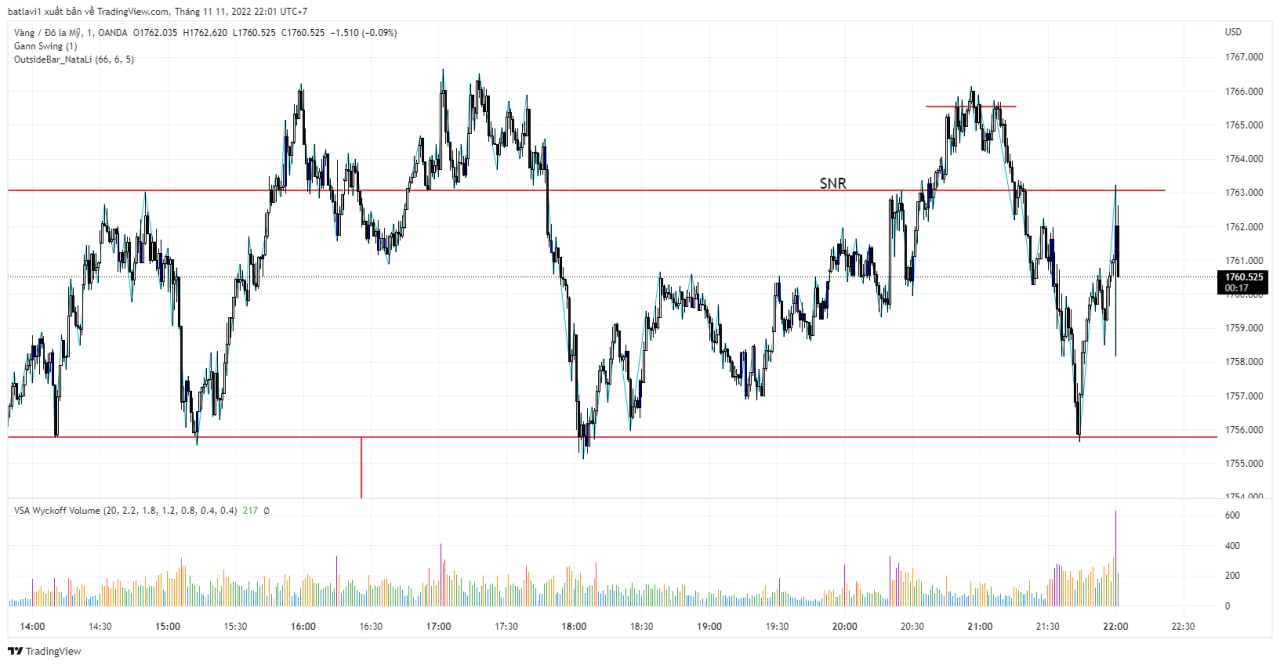 batlavi1 xuất bản về TradingView.com, Tháng 11 11, 2022 22:01 UTC+7
Vàng / Đô la Mỹ, 1, OANDA O1762.035 H1762.620 L1760.525 C1760.525 −1.510 (−0.09%)
Gann Swing (1)
OutsideBar_NataLi (66, 6, 5)
USD
1767.000
1766.000
1765.000
1764.000
SNR
1763.000
1762.000
1761.000
1760.525
00:17
1760.000
1759.000
1758.000
1757.000
1756.000
1755.000
1754.000
VSA Wyckoff Volume (20, 2.2, 1.8, 1.2, 0.8, 0.4, 0.4) 217 ∅
600
400
200
0
14:00 14:30 15:00 15:30 16:00 16:30 17:00 17:30 18:00 18:30 19:00 19:30 20:00 20:30 21:00 21:30 22:00 22:30
TradingView